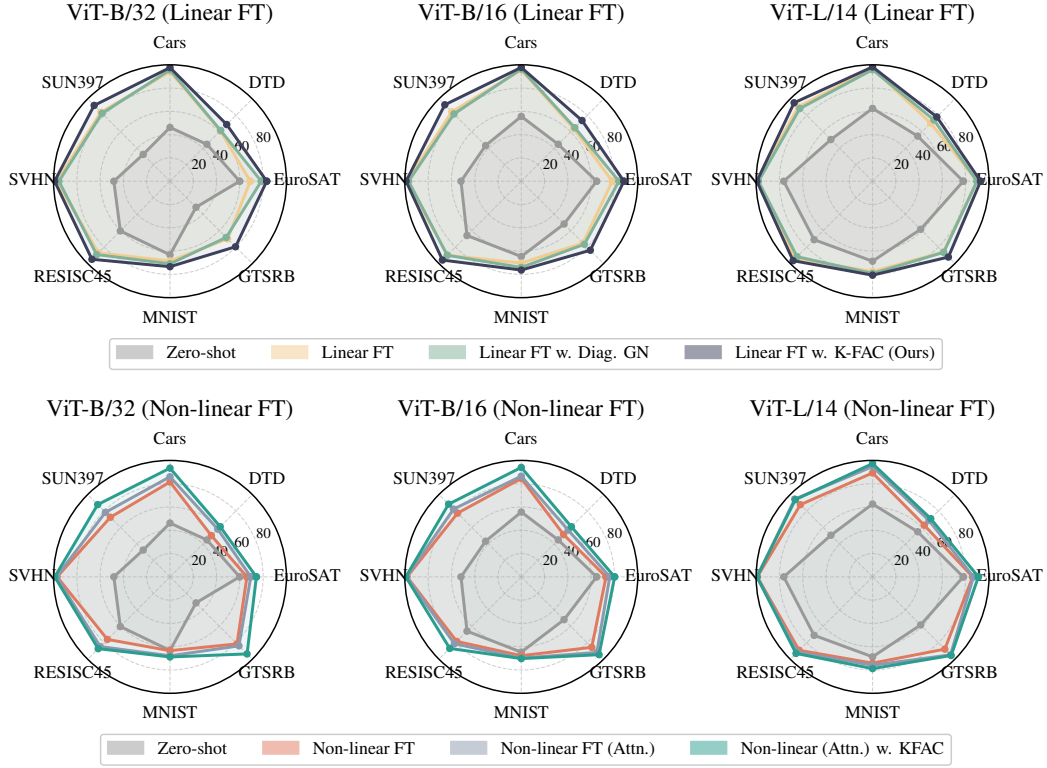 ViT-B/32 (Linear FT)
Cars
SUN397
DTD
SVHN
20
40
60
80
EuroSAT
RESISC45
GTSRB
MNIST
ViT-B/16 (Linear FT)
Cars
SUN397
DTD
SVHN
20
40
60
80
EuroSAT
RESISC45
GTSRB
MNIST
ViT-L/14 (Linear FT)
Cars
SUN397
DTD
SVHN
20
40
60
80
EuroSAT
RESISC45
GTSRB
MNIST
Zero-shot
Linear FT
Linear FT w. Diag. GN
Linear FT w. K-FAC (Ours)
ViT-B/32 (Non-linear FT)
Cars
SUN397
DTD
SVHN
20
40
60
80
EuroSAT
RESISC45
GTSRB
MNIST
ViT-B/16 (Non-linear FT)
Cars
SUN397
DTD
SVHN
20
40
60
80
EuroSAT
RESISC45
GTSRB
MNIST
ViT-L/14 (Non-linear FT)
Cars
SUN397
DTD
SVHN
20
40
60
80
EuroSAT
RESISC45
GTSRB
MNIST
Zero-shot
Non-linear FT
Non-linear FT (Attn.)
Non-linear (Attn.) w. KFAC